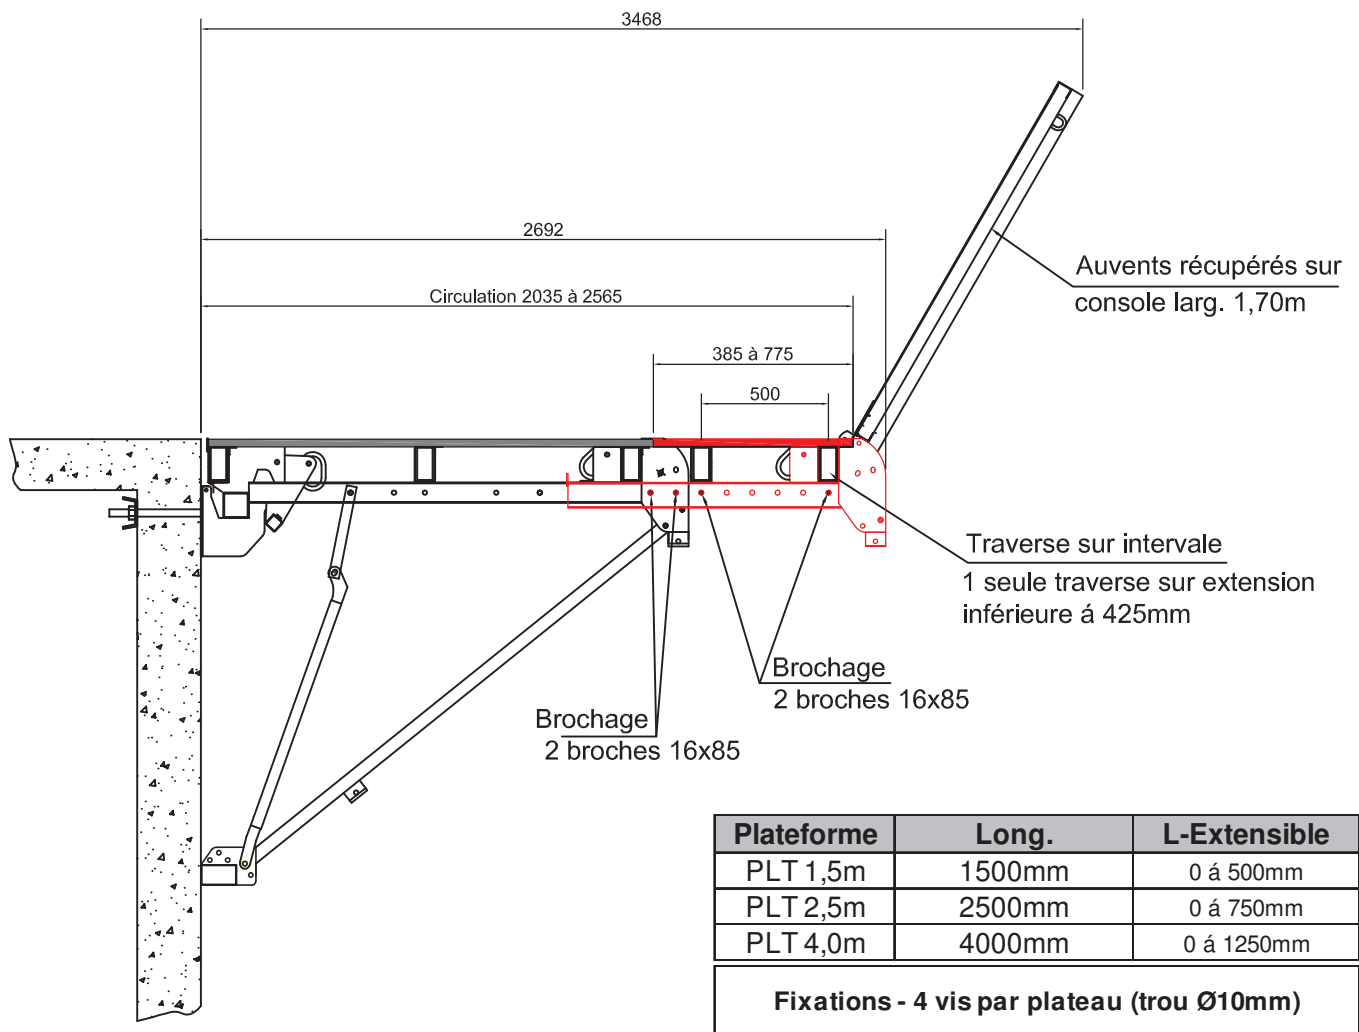 3468
2692
Auvents récupérés sur
console larg. 1,70m
Circulation 2035 à 2565
385 à 775
500
Traverse sur intervale
1 seule traverse sur extension
inférieure á 425mm
Brochage
2 broches 16x85
Brochage
2 broches 16x85
Plateforme Long. L-Extensible
PLT 1,5m 1500mm 0 á 500mm
PLT 2,5m 2500mm 0 á 750mm
PLT 4,0m 4000mm 0 á 1250mm
Fixations - 4 vis par plateau (trou Ø10mm)